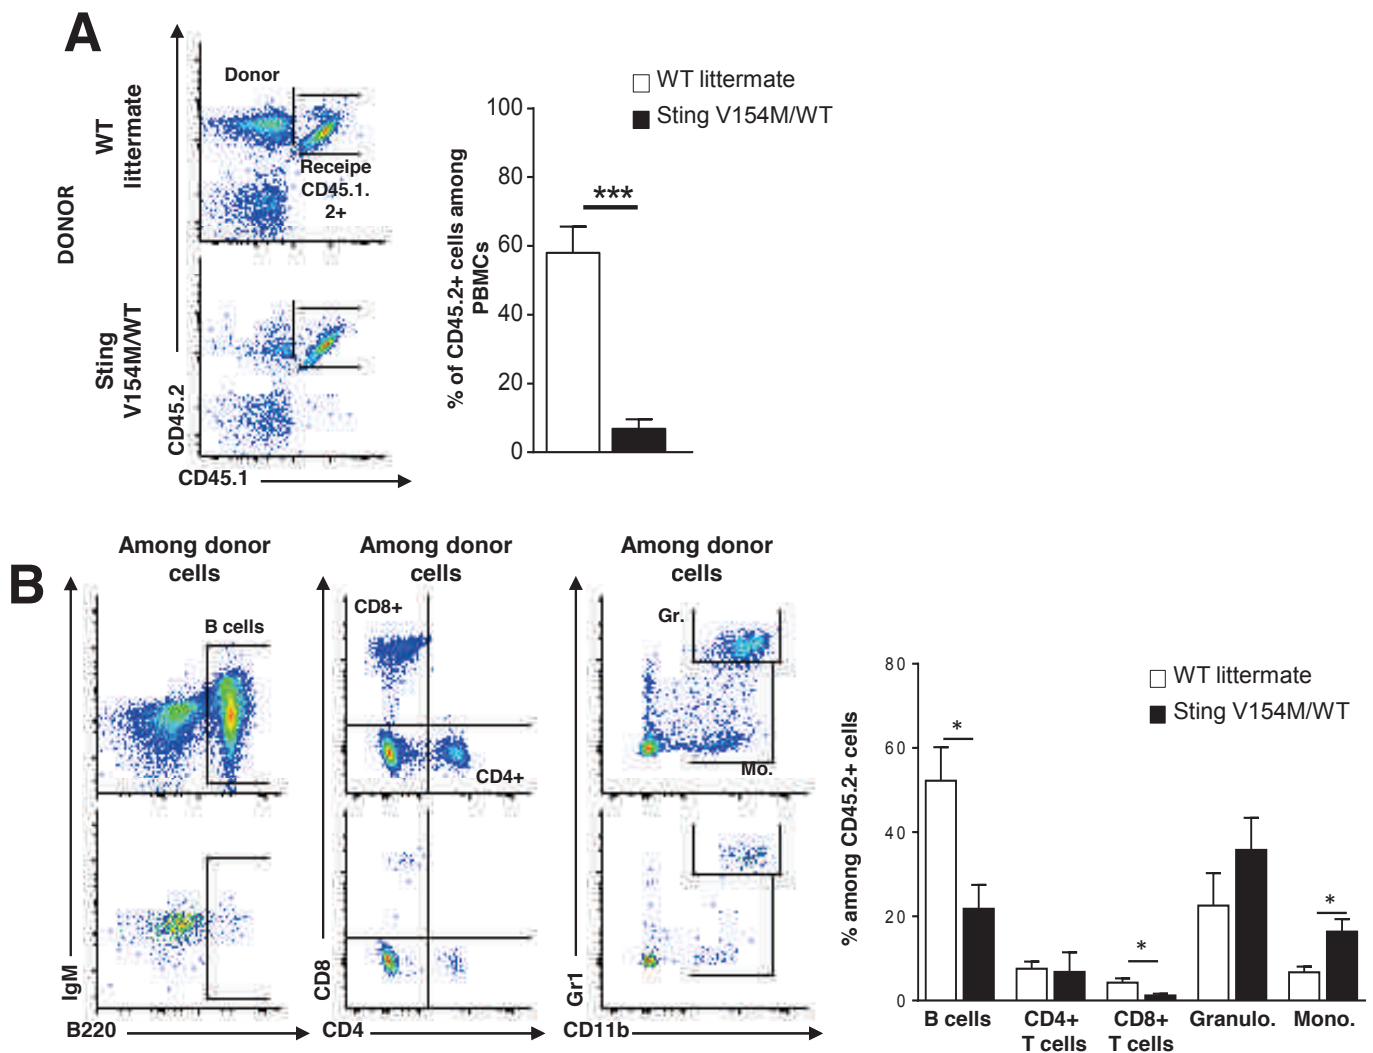 A
DONOR
WT
littermate
Sting
V154M/WT
Donor
Receipe
CD45.1.
2+
CD45.2
CD45.1
% of CD45.2+ cells among
PBMCs
100
80
60
40
20
0
***
WT littermate
Sting V154M/WT
B
Among donor
cells
B cells
IgM
B220
Among donor
cells
CD8+
CD4+
CD8
CD4
Among donor
cells
Gr.
Mo.
Gr1
CD11b
% among CD45.2+ cells
80
60
40
20
0
WT littermate
Sting V154M/WT
*
*
*
B cells
CD4+
T cells
CD8+
T cells
Granulo.
Mono.